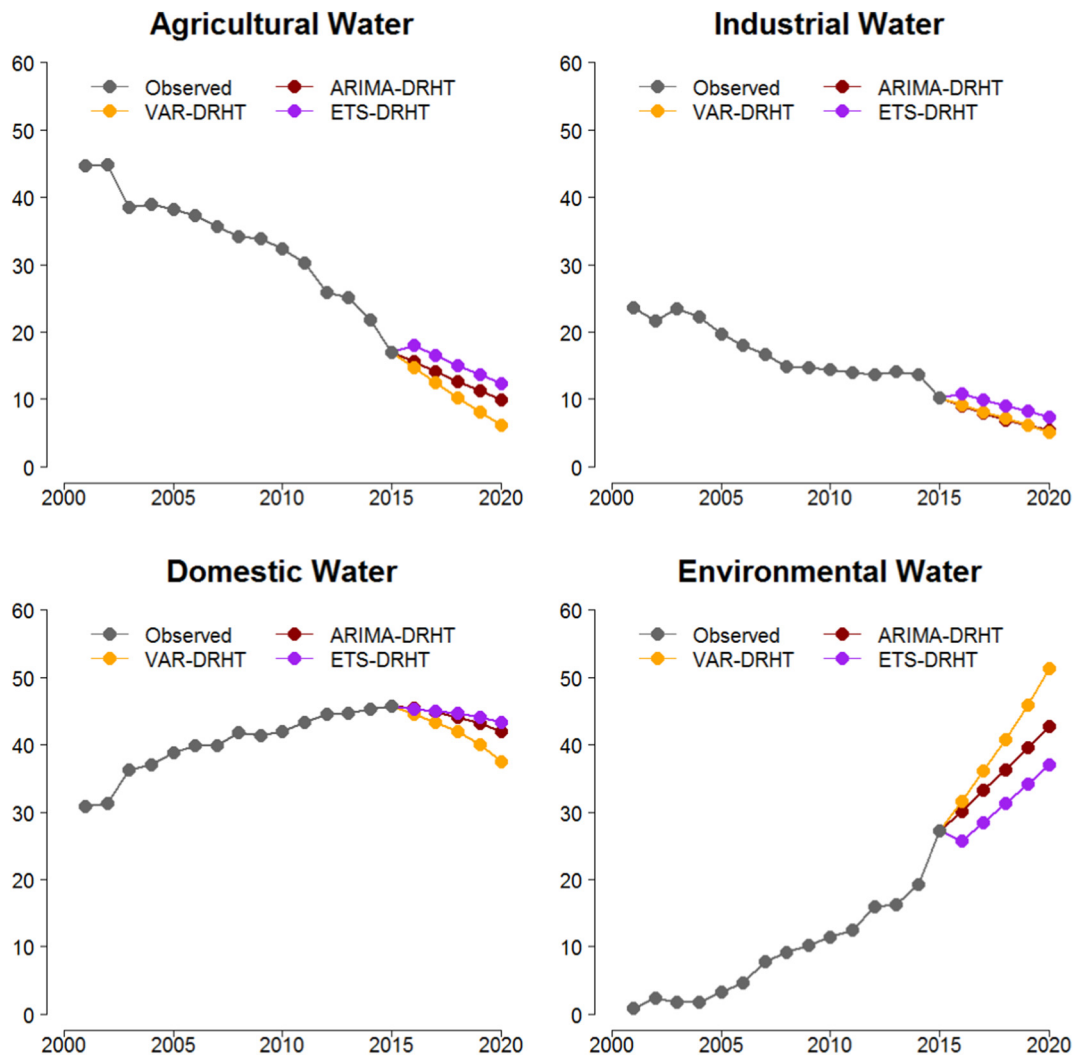 Agricultural Water
Observed ARIMA-DRHT
VAR-DRHT ETS-DRHT
60
50
40
30
20
10
0
2000 2005 2010 2015 2020
Industrial Water
Observed ARIMA-DRHT
VAR-DRHT ETS-DRHT
60
50
40
30
20
10
0
2000 2005 2010 2015 2020
Domestic Water
Observed ARIMA-DRHT
VAR-DRHT ETS-DRHT
60
50
40
30
20
10
0
2000 2005 2010 2015 2020
Environmental Water
Observed ARIMA-DRHT
VAR-DRHT ETS-DRHT
60
50
40
30
20
10
0
2000 2005 2010 2015 2020